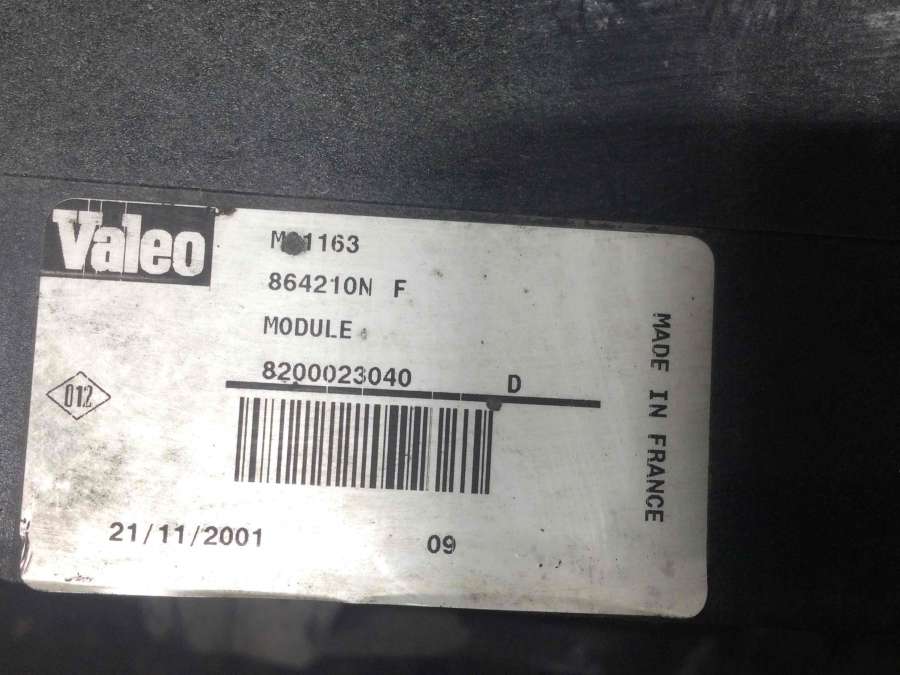 Valeo
864210N F
MODULE
8200023040 D
012
21/11/2001 09
MADE IN FRANCE